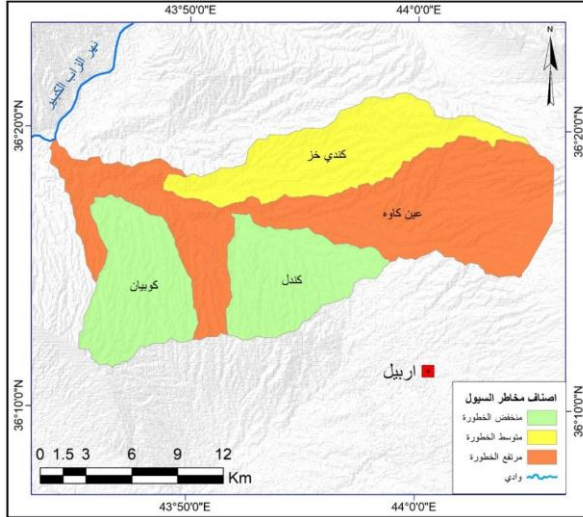 43°50'0"E
44°0'0"E
N
نهر الزاب الكبير
36°20'0"N
36°20'0"N
كندي خز
عين كاوه
كوبيان
كندل
اربيل
36°10'0"N
36°10'0"N
اصناف مخاطر السيول
منخفض الخطورة
متوسط الخطورة
مرتفع الخطورة
وادي
0 1.5 3 6 9 12
Km
43°50'0"E
44°0'0"E